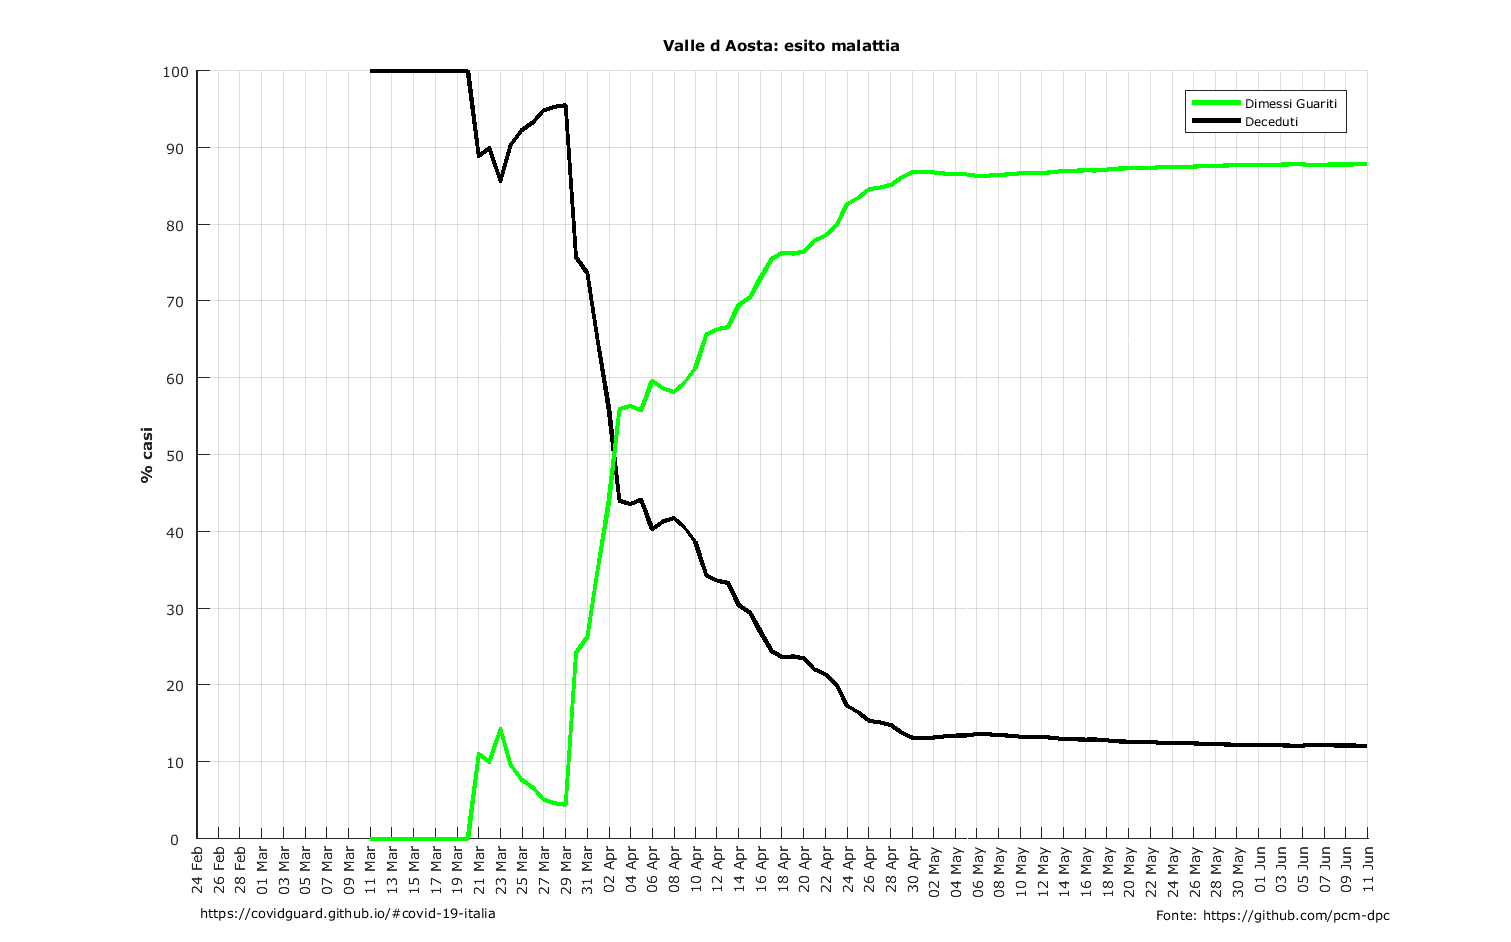 Valle d Aosta: esito malattia
Dimessi Guariti
Deceduti
% casi
100
90
80
70
60
50
40
30
20
10
0
24 Feb
26 Feb
28 Feb
01 Mar
03 Mar
05 Mar
07 Mar
09 Mar
11 Mar
13 Mar
15 Mar
17 Mar
19 Mar
21 Mar
23 Mar
25 Mar
27 Mar
29 Mar
31 Mar
02 Apr
04 Apr
06 Apr
08 Apr
10 Apr
12 Apr
14 Apr
16 Apr
18 Apr
20 Apr
22 Apr
24 Apr
26 Apr
28 Apr
30 Apr
02 May
04 May
06 May
08 May
10 May
12 May
14 May
16 May
18 May
20 May
22 May
24 May
26 May
28 May
30 May
01 Jun
03 Jun
05 Jun
07 Jun
09 Jun
11 Jun
https://covidguard.github.io/#covid-19-italia
Fonte: https://github.com/pcm-dpc